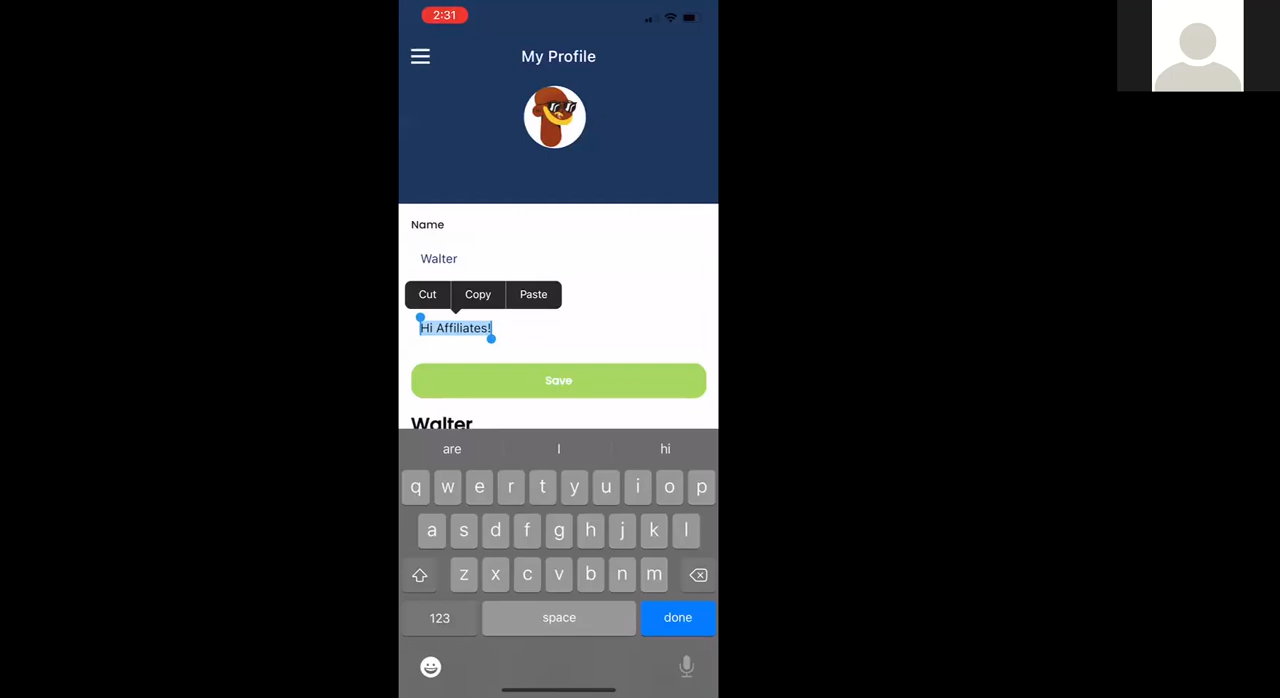 2:31
My Profile
Name
Walter
Cut Copy Paste
Hi Affiliates!
Save
Walter
are I hi
q w e r t y u i o p
a s d f g h j k l
z x c v b n m
123 space done